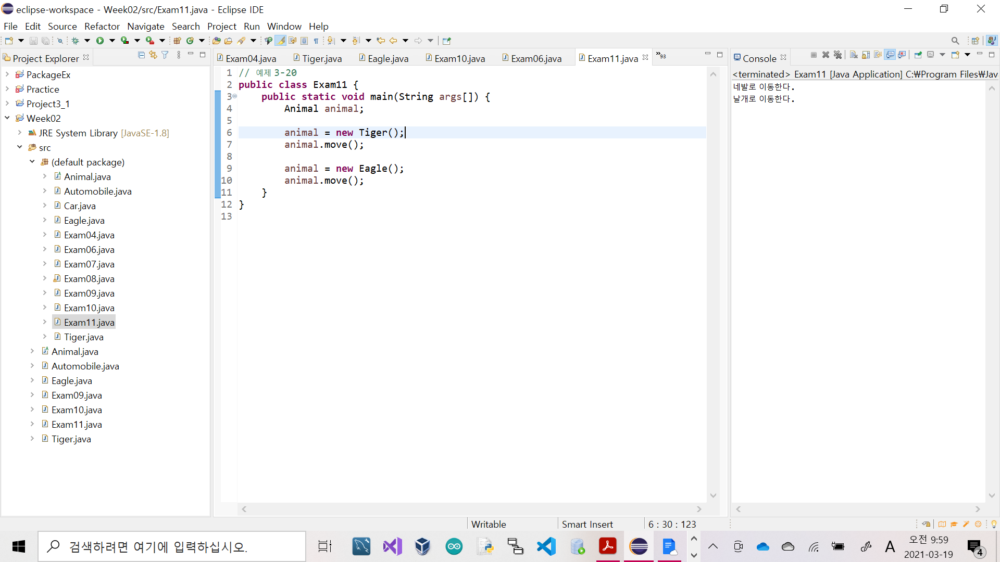 eclipse-workspace - Week02/src/Exam11.java - Eclipse IDE
File Edit Source Refactor Navigate Search Project Run Window Help
Project Explorer
PackageEx
Practice
Project3_1
Week02
JRE System Library [JavaSE-1.8]
src
(default package)
Animal.java
Automobile.java
Car.java
Eagle.java
Exam04.java
Exam06.java
Exam07.java
Exam08.java
Exam09.java
Exam10.java
Exam11.java
Tiger.java
Animal.java
Automobile.java
Eagle.java
Exam09.java
Exam10.java
Exam11.java
Tiger.java
Exam04.java Tiger.java Eagle.java Exam10.java Exam06.java Exam11.java »93
1 // 예제 3-20
2 public class Exam11 {
3 public static void main(String args[]) {
4 Animal animal;
5
6 animal = new Tiger();
7 animal.move();
8
9 animal = new Eagle();
10 animal.move();
11 }
12 }
13
Console
<terminated> Exam11 [Java Application] C:₩Program Files₩Jav
네발로 이동한다.
날개로 이동한다.
Writable Smart Insert 6 : 30 : 123
검색하려면 여기에 입력하십시오.
A
오전 9:59
2021-03-19
4